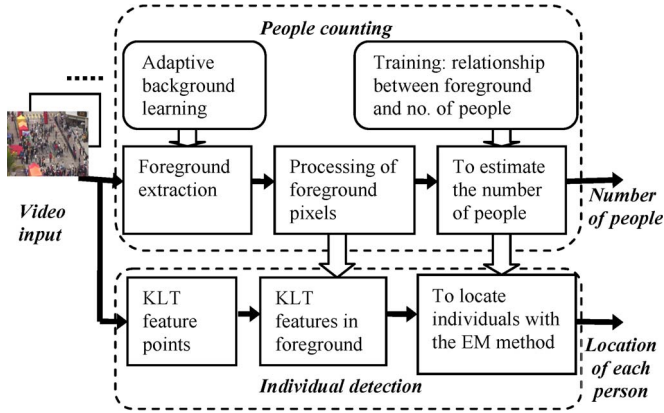 People counting
Adaptive
background
learning
Training: relationship
between foreground
and no. of people
Foreground
extraction
Processing of
foreground
pixels
To estimate
the number
of people
Number
of people
Video
input
KLT
feature
points
KLT
features in
foreground
To locate
individuals with
the EM method
Location
of each
person
Individual detection